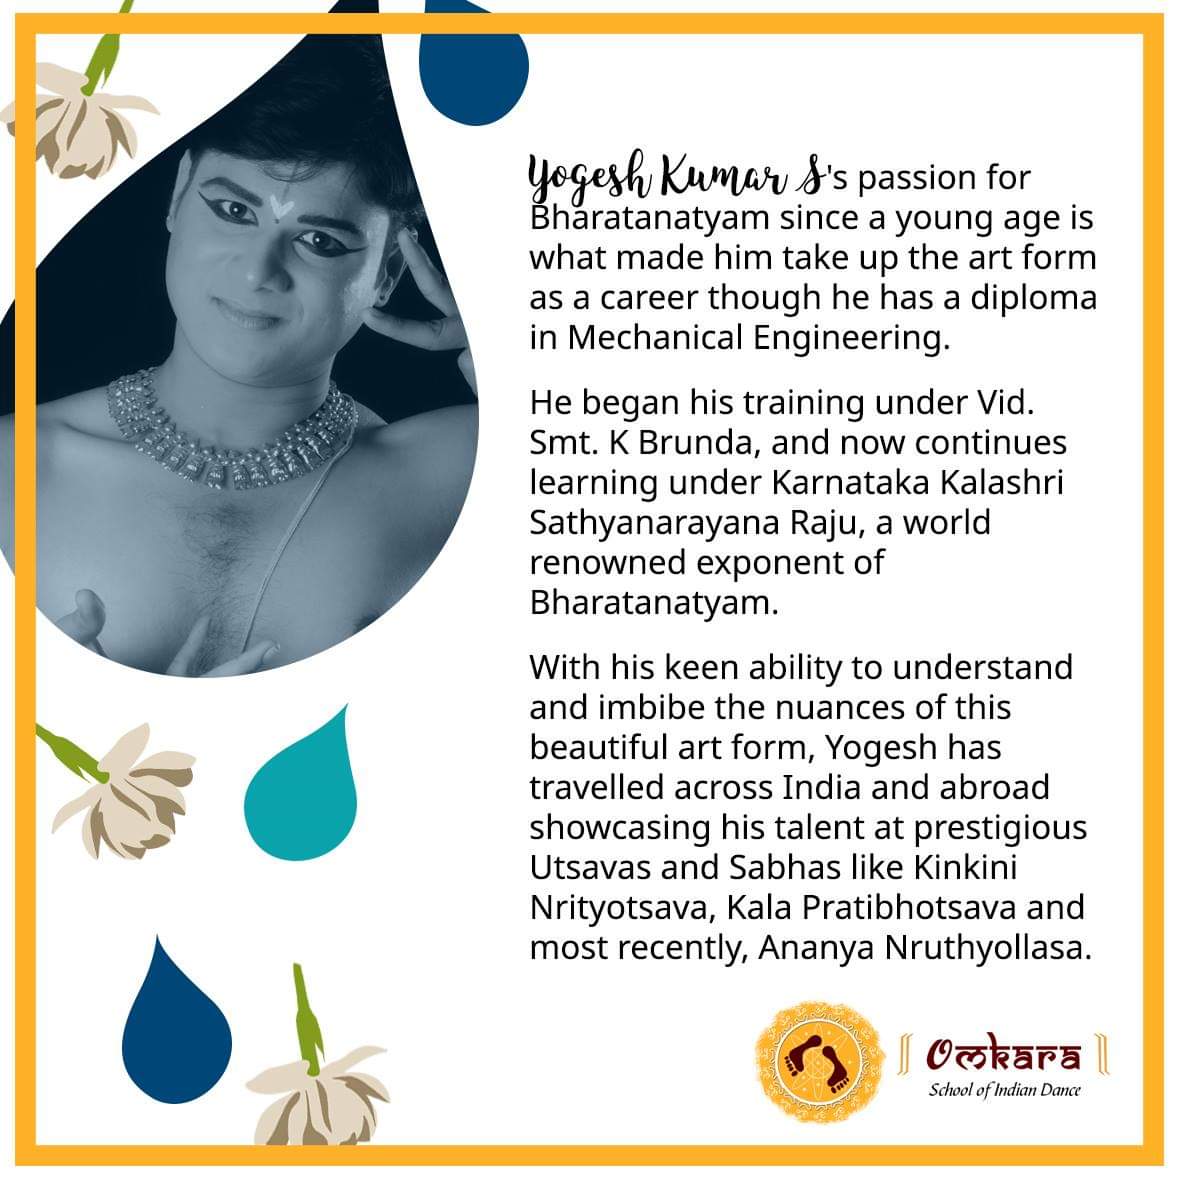 Yogesh Kumar S's passion for
Bharatanatyam since a young age is
what made him take up the art form
as a career though he has a diploma
in Mechanical Engineering.
He began his training under Vid.
Smt. K Brunda, and now continues
learning under Karnataka Kalashri
Sathyanarayana Raju, a world
renowned exponent of
Bharatanatyam.
With his keen ability to understand
and imbibe the nuances of this
beautiful art form, Yogesh has
travelled across India and abroad
showcasing his talent at prestigious
Utsavas and Sabhas like Kinkini
Nrityotsava, Kala Pratibhotsava and
most recently, Ananya Nruthyollasa.
|| Omkara ||
School of Indian Dance